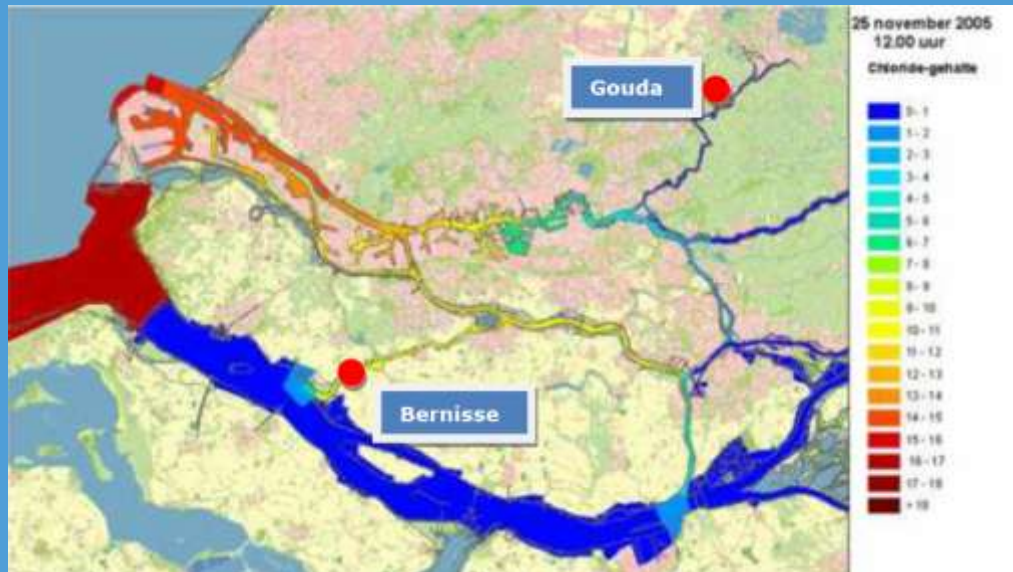 25 november 2005
12.00 uur
Chloride-gehalte
Gouda
Bernisse
0 - 1
1 - 2
2 - 3
3 - 4
4 - 5
5 - 6
6 - 7
7 - 8
8 - 9
9 - 10
10 - 11
11 - 12
12 - 13
13 - 14
14 - 15
15 - 16
16 - 17
17 - 18